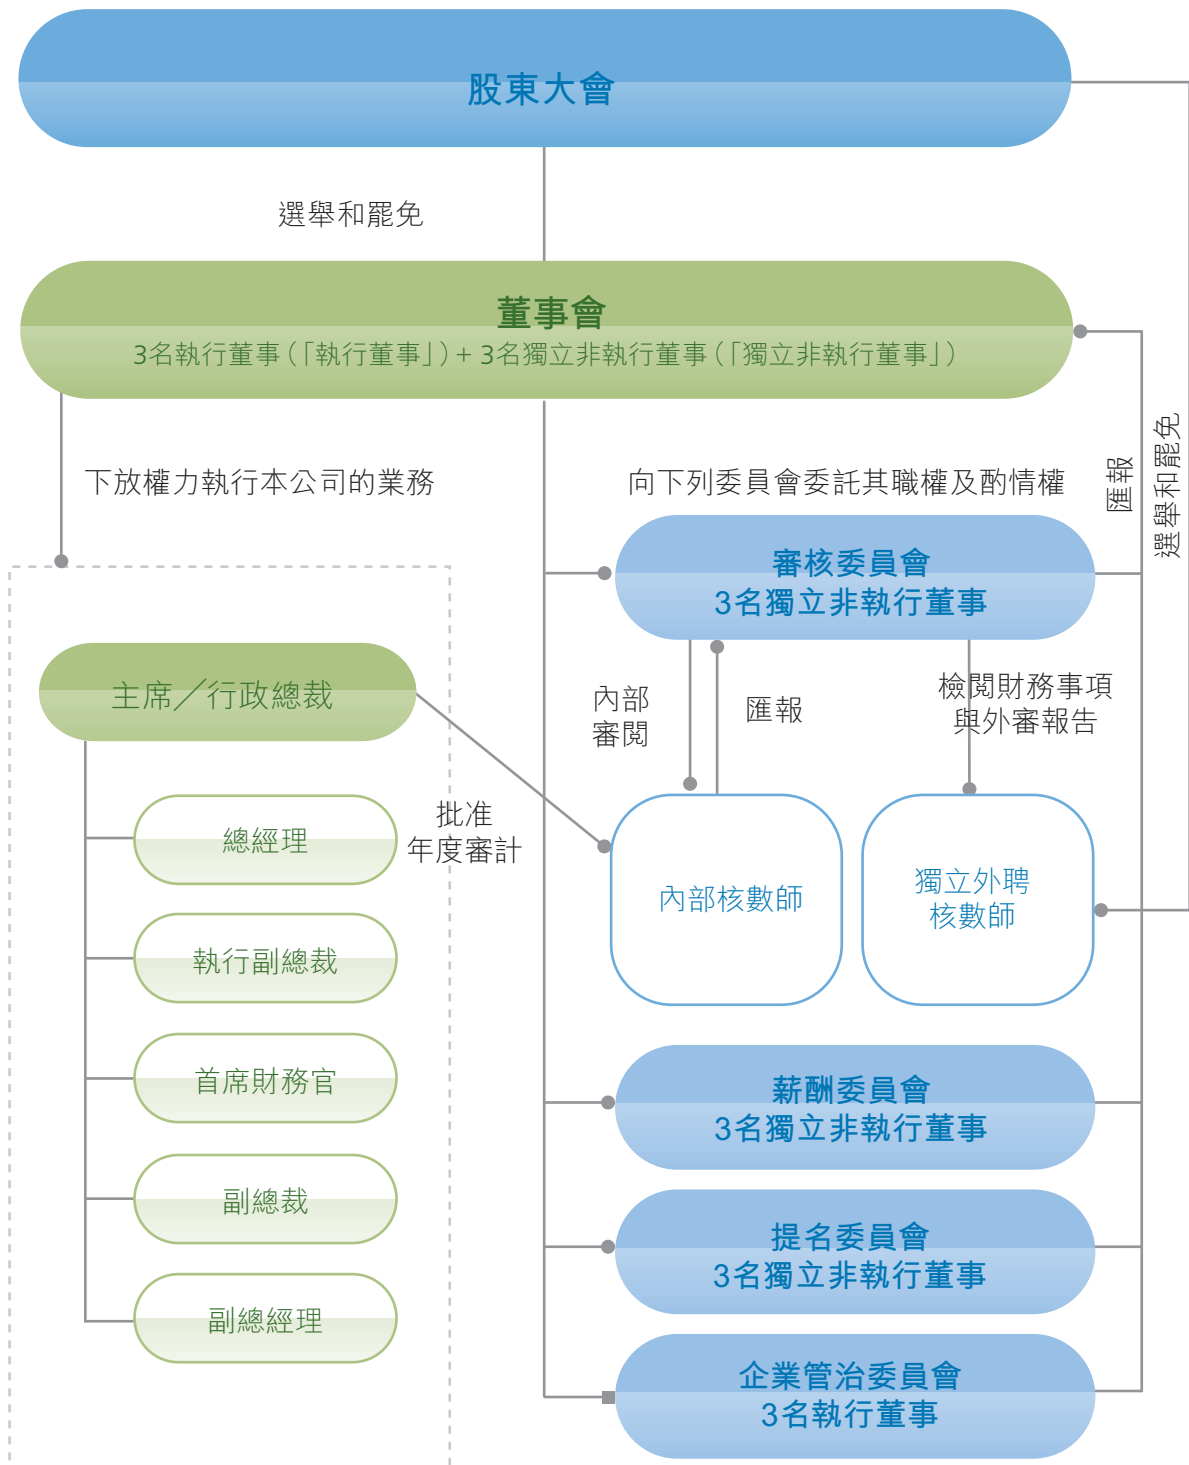 股東大會
選舉和罷免
董事會
3名執行董事（「執行董事」）+ 3名獨立非執行董事（「獨立非執行董事」）
下放權力執行本公司的業務
向下列委員會委託其職權及酌情權
匯報
選舉和罷免
審核委員會
3名獨立非執行董事
主席／行政總裁
內部
審閱
匯報
檢閱財務事項
與外審報告
總經理
批准
年度審計
內部核數師
獨立外聘
核數師
執行副總裁
首席財務官
薪酬委員會
3名獨立非執行董事
副總裁
提名委員會
3名獨立非執行董事
副總經理
企業管治委員會
3名執行董事